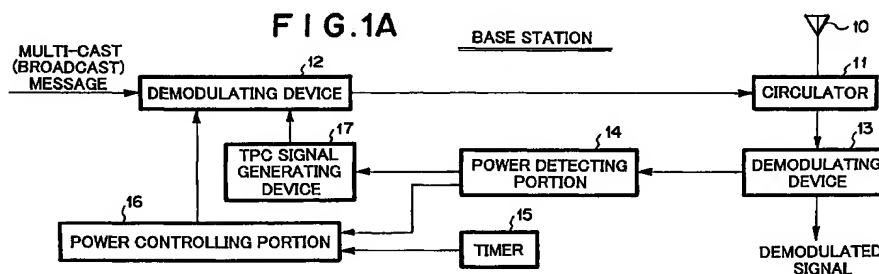 FIG.1A
BASE STATION
10
MULTI-CAST
(BROADCAST)
MESSAGE
12
DEMODULATING DEVICE
11
CIRCULATOR
17
TPC SIGNAL
GENERATING
DEVICE
14
POWER DETECTING
PORTION
13
DEMODULATING
DEVICE
16
POWER CONTROLLING PORTION
15
TIMER
DEMODULATED
SIGNAL